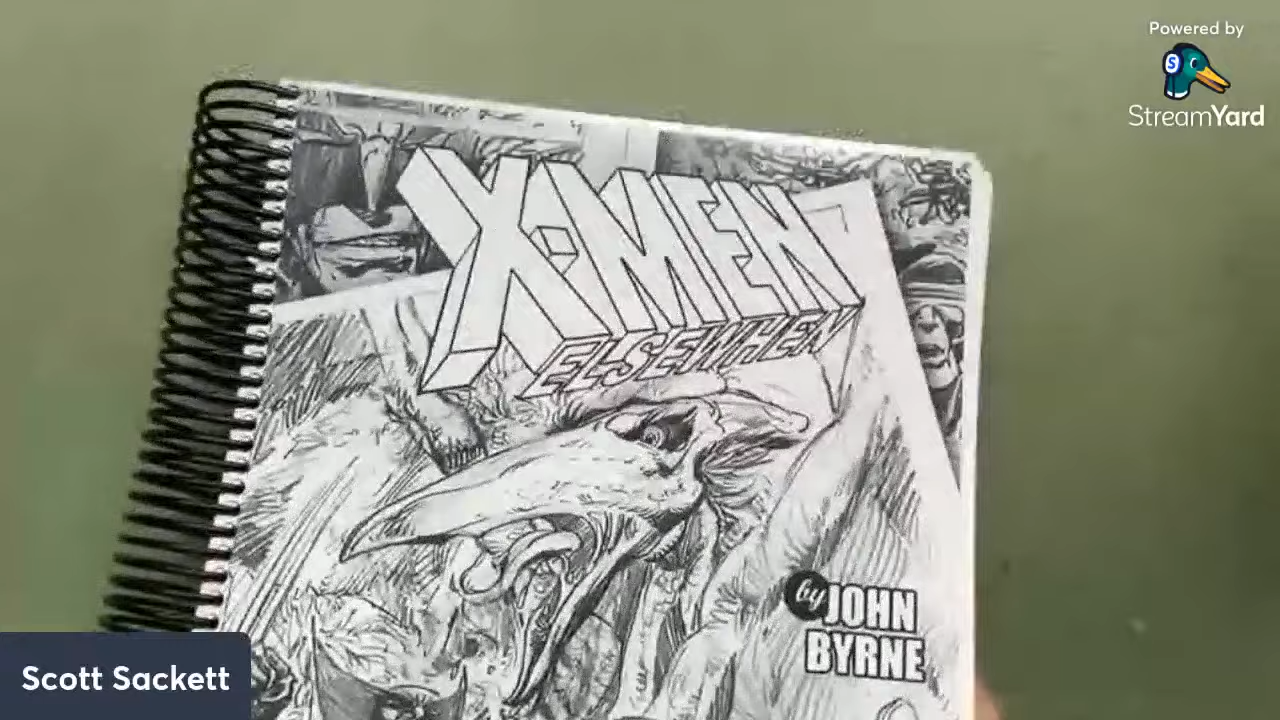 Powered by
S
StreamYard
X-MEN
ELSEWHEN
by JOHN
BYRNE
Scott Sackett